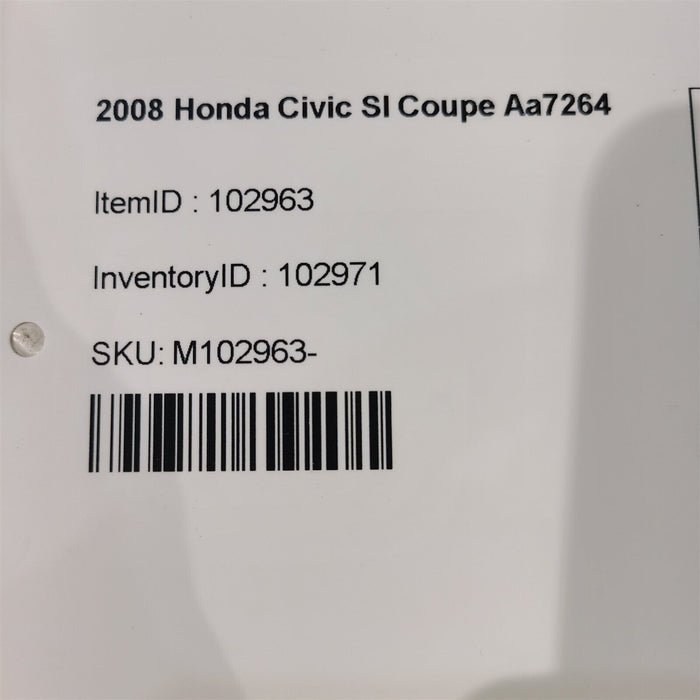 2008 Honda Civic SI Coupe Aa7264
ItemID : 102963
InventoryID : 102971
SKU: M102963-